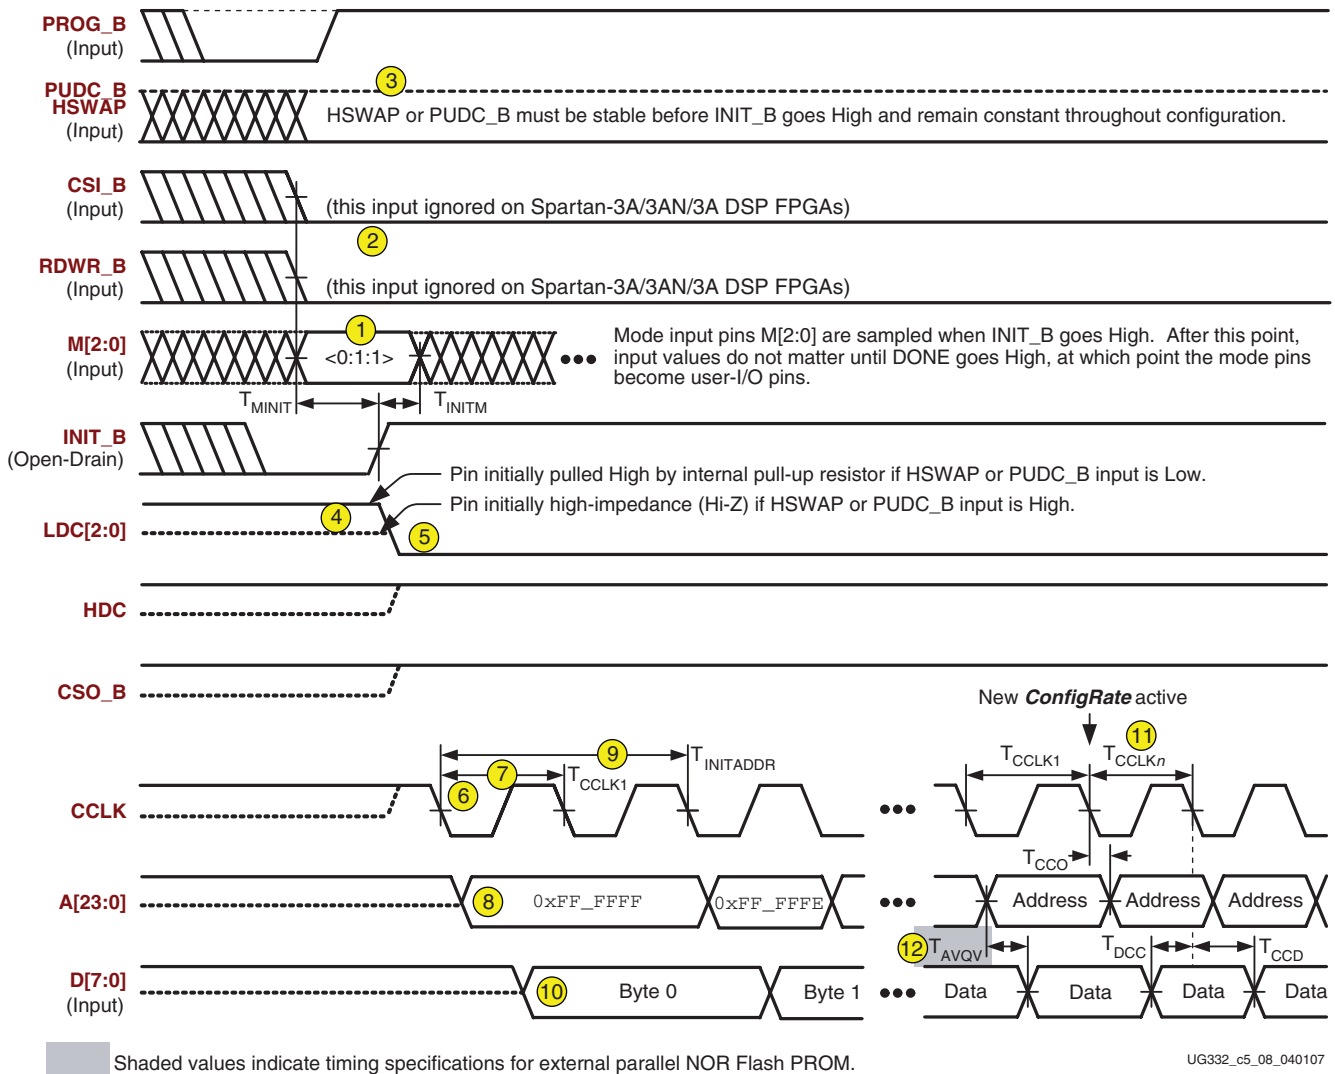 PROG_B
(Input)
PUDC_B
HSWAP
(Input)
3
HSWAP or PUDC_B must be stable before INIT_B goes High and remain constant throughout configuration.
CSI_B
(Input)
(this input ignored on Spartan-3A/3AN/3A DSP FPGAs)
2
RDWR_B
(Input)
(this input ignored on Spartan-3A/3AN/3A DSP FPGAs)
M[2:0]
(Input)
1
<0:1:1>
Mode input pins M[2:0] are sampled when INIT_B goes High. After this point,
input values do not matter until DONE goes High, at which point the mode pins
become user-I/O pins.
TMINIT
TINITM
INIT_B
(Open-Drain)
Pin initially pulled High by internal pull-up resistor if HSWAP or PUDC_B input is Low.
Pin initially high-impedance (Hi-Z) if HSWAP or PUDC_B input is High.
LDC[2:0]
4
5
HDC
CSO_B
New ConfigRate active
9
TINITADDR
11
TCCLK1
TCCLKn
7
TCCLK1
6
CCLK
TCCO
A[23:0]
8
0xFF_FFFF
0xFF_FFFE
Address
Address
Address
12
TAVQV
TDCC
TCCD
D[7:0]
(Input)
10
Byte 0
Byte 1
Data
Data
Data
Data
Shaded values indicate timing specifications for external parallel NOR Flash PROM.
UG332_c5_08_040107